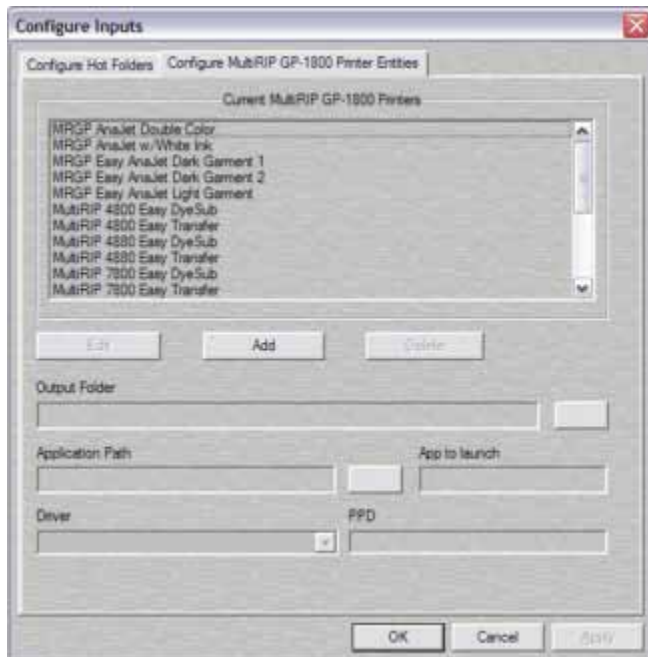 Configure Inputs
Configure Hot Folders Configure MultiRIP GP-1800 Printer Entities
Current MultiRIP GP-1800 Printers
MRGP AnaJet Double Color
MRGP AnaJet w/White Ink
MRGP Easy AnaJet Dark Garment 1
MRGP Easy AnaJet Dark Garment 2
MRGP Easy AnaJet Light Garment
MultiRIP 4800 Easy DyeSub
MultiRIP 4800 Easy Transfer
MultiRIP 4880 Easy DyeSub
MultiRIP 4880 Easy Transfer
MultiRIP 7800 Easy DyeSub
MultiRIP 7800 Easy Transfer
Edit Add Delete
Output Folder
Application Path App to launch
Driver PPD
OK Cancel Apply